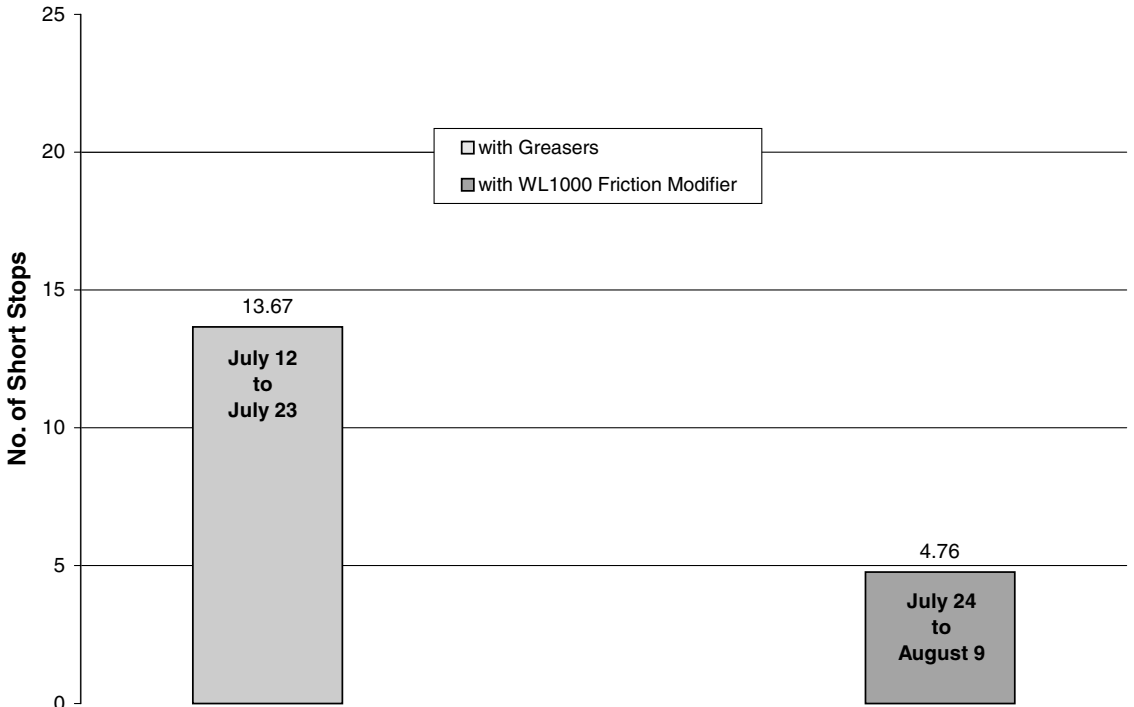 25
20
15
10
5
0
No. of Short Stops
with Greasers
with WL1000 Friction Modifier
13.67
July 12
to
July 23
4.76
July 24
to
August 9